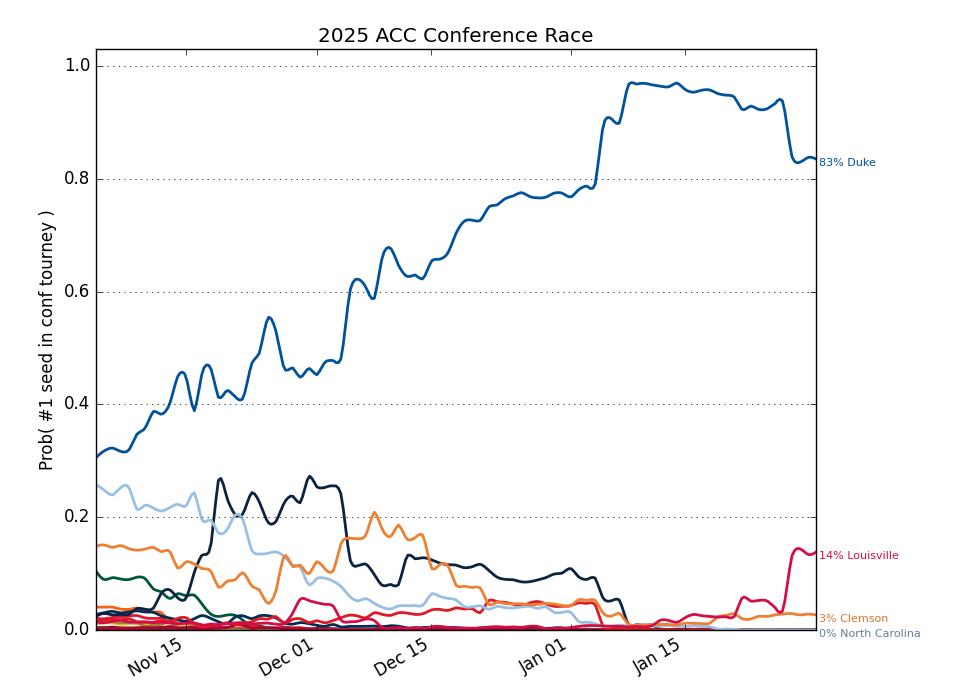 2025 ACC Conference Race
Prob( #1 seed in conf tourney )
1.0
0.8
0.6
0.4
0.2
0.0
Nov 15
Dec 01
Dec 15
Jan 01
Jan 15
83% Duke
14% Louisville
3% Clemson
0% North Carolina